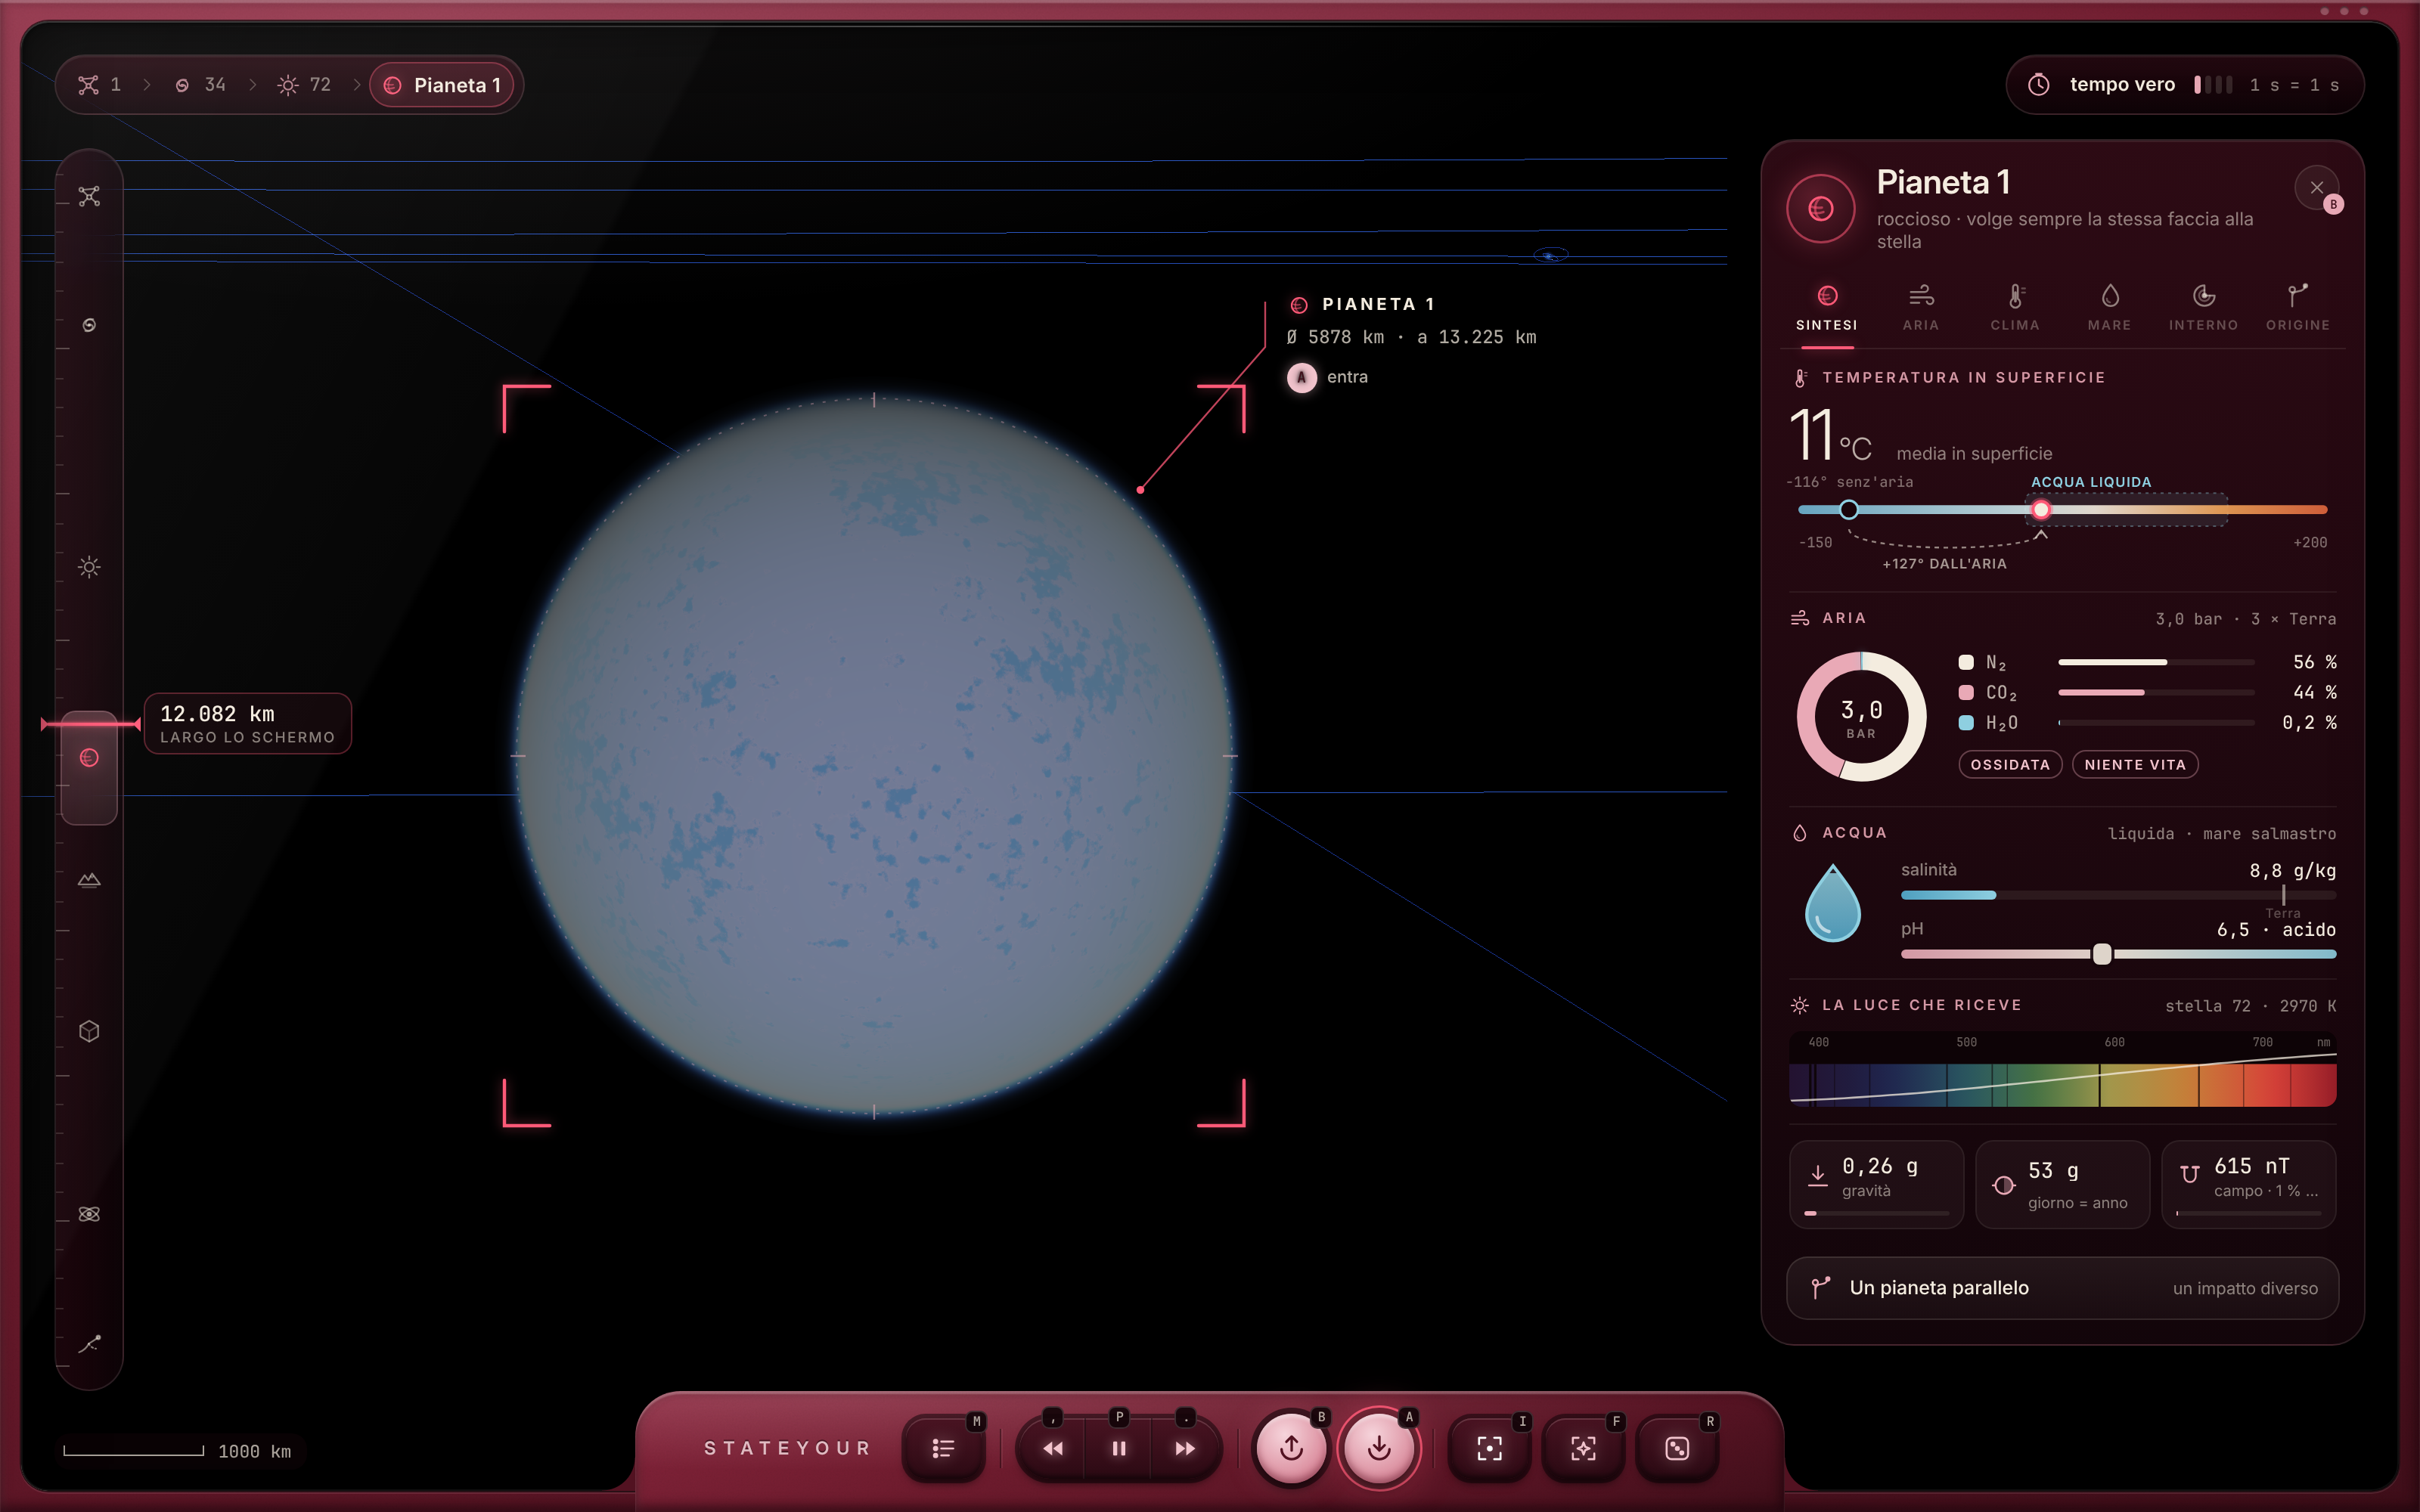 1 34 72 Pianeta 1
tempo vero 1 s = 1 s
Pianeta 1
B
roccioso · volge sempre la stessa faccia alla
stella
SINTESI ARIA CLIMA MARE INTERNO ORIGINE
PIANETA 1
Ø 5878 km · a 13.225 km
A entra
TEMPERATURA IN SUPERFICIE
11 °C media in superficie
-116° senz'aria ACQUA LIQUIDA
-150 +200
+127° DALL'ARIA
ARIA 3,0 bar · 3 × Terra
3,0
BAR
N₂ 56 %
CO₂ 44 %
H₂O 0,2 %
OSSIDATA NIENTE VITA
12.082 km
LARGO LO SCHERMO
ACQUA liquida · mare salmastro
salinità 8,8 g/kg
Terra
pH 6,5 · acido
LA LUCE CHE RICEVE stella 72 · 2970 K
400 500 600 700 nm
0,26 g
gravità
53 g
giorno = anno
615 nT
campo · 1 % ...
Un pianeta parallelo un impatto diverso
1000 km
STATEYOUR
M , P . B A I F R